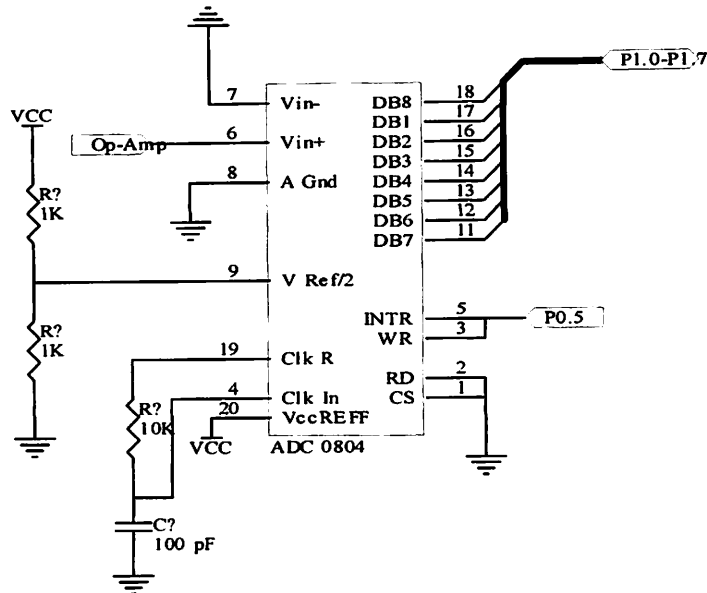 P1.0-P1.7
7 Vin-
DB8 18
DB1 17
VCC
Op-Amp 6 Vin+
DB2 16
DB3 15
8 A Gnd
DB4 14
R?
1K
DB5 13
DB6 12
DB7 11
9 V Ref/2
INTR 5
P0.5
WR 3
R?
1K
19 Clk R
RD 2
4 Clk In
CS 1
R?
10K
20 VccREFF
VCC
ADC 0804
C?
100 pF